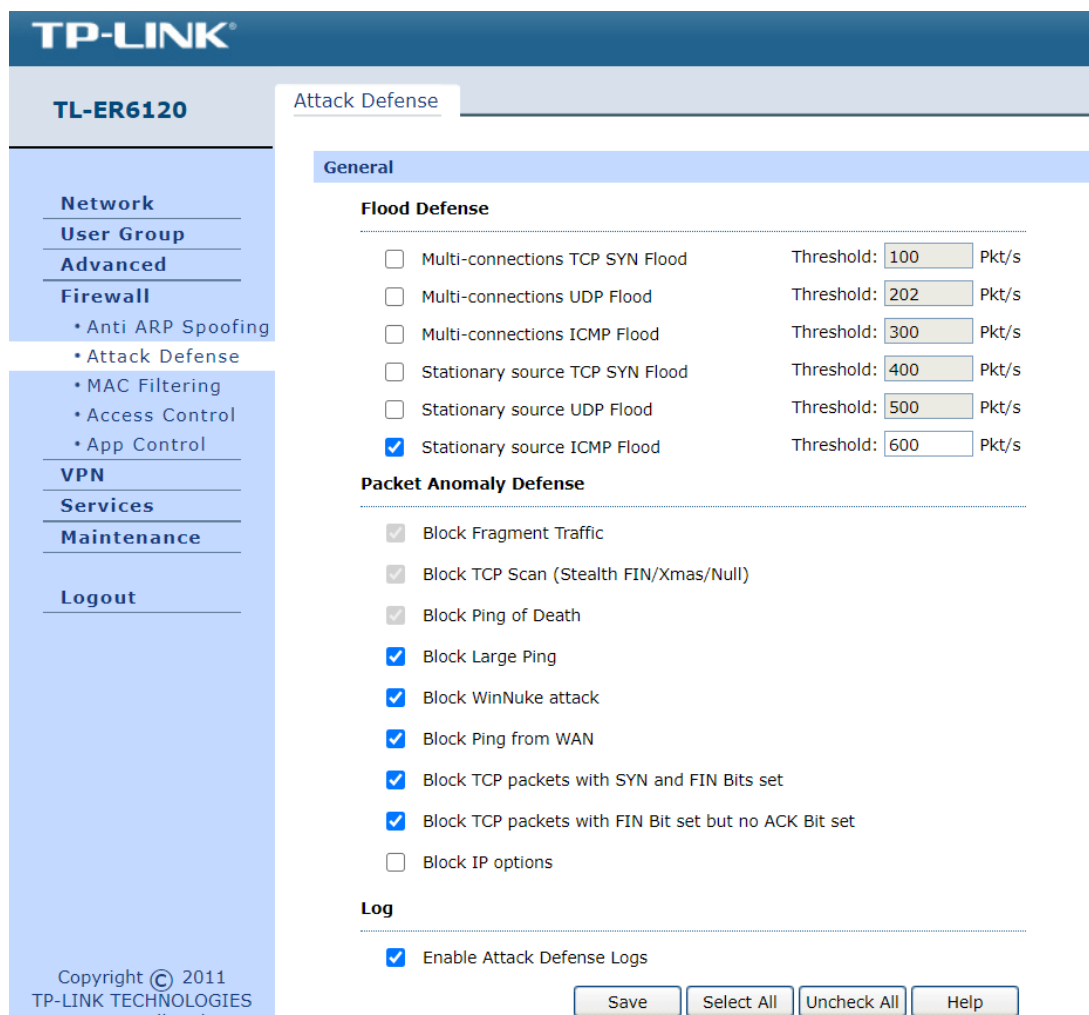 TP-LINK®
TL-ER6120
Attack Defense
Network
User Group
Advanced
Firewall
• Anti ARP Spoofing
• Attack Defense
• MAC Filtering
• Access Control
• App Control
VPN
Services
Maintenance
Logout
Copyright © 2011
TP-LINK TECHNOLOGIES
General
Flood Defense
Multi-connections TCP SYN Flood Threshold: 100 Pkt/s
Multi-connections UDP Flood Threshold: 202 Pkt/s
Multi-connections ICMP Flood Threshold: 300 Pkt/s
Stationary source TCP SYN Flood Threshold: 400 Pkt/s
Stationary source UDP Flood Threshold: 500 Pkt/s
Stationary source ICMP Flood Threshold: 600 Pkt/s
Packet Anomaly Defense
Block Fragment Traffic
Block TCP Scan (Stealth FIN/Xmas/Null)
Block Ping of Death
Block Large Ping
Block WinNuke attack
Block Ping from WAN
Block TCP packets with SYN and FIN Bits set
Block TCP packets with FIN Bit set but no ACK Bit set
Block IP options
Log
Enable Attack Defense Logs
Save Select All Uncheck All Help